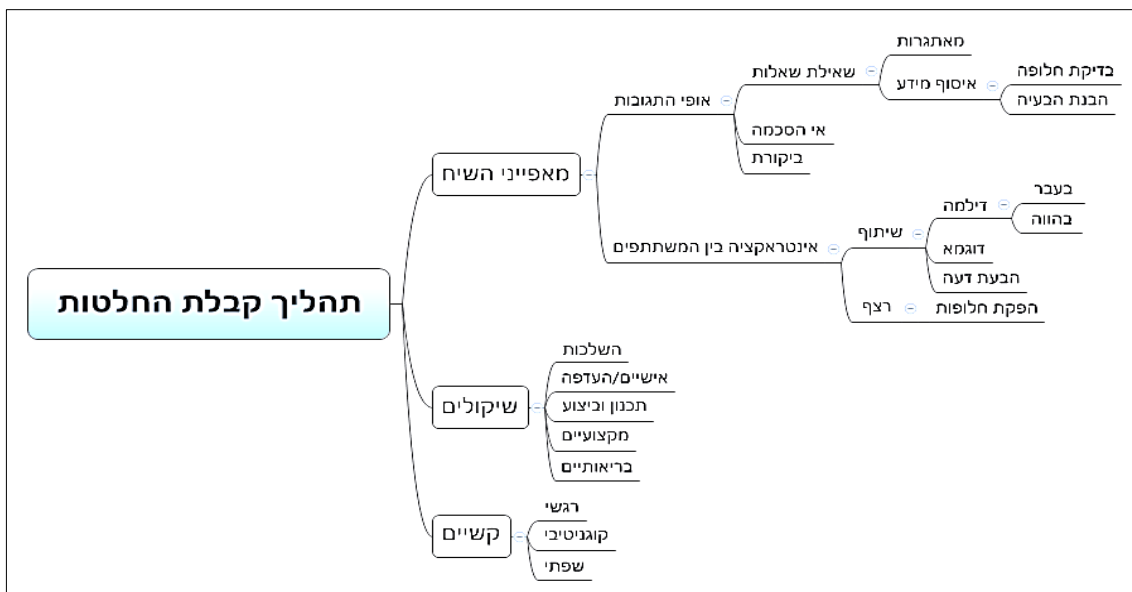 תהליך קבלת החלטות
מאפייני השיח
אופי התגובות
שאילת שאלות
מאתגרות
איסוף מידע
בדיקת חלופה
הבנת הבעיה
אי הסכמה
ביקורת
אינטראקציה בין המשתתפים
שיתוף
דילמה
בעבר
בהווה
דוגמא
הבעת דעה
רצף
הפקת חלופות
שיקולים
השלכות
אישיים/העדפה
תכנון וביצוע
מקצועיים
בריאותיים
קשיים
רגשי
קוגניטיבי
שפתי